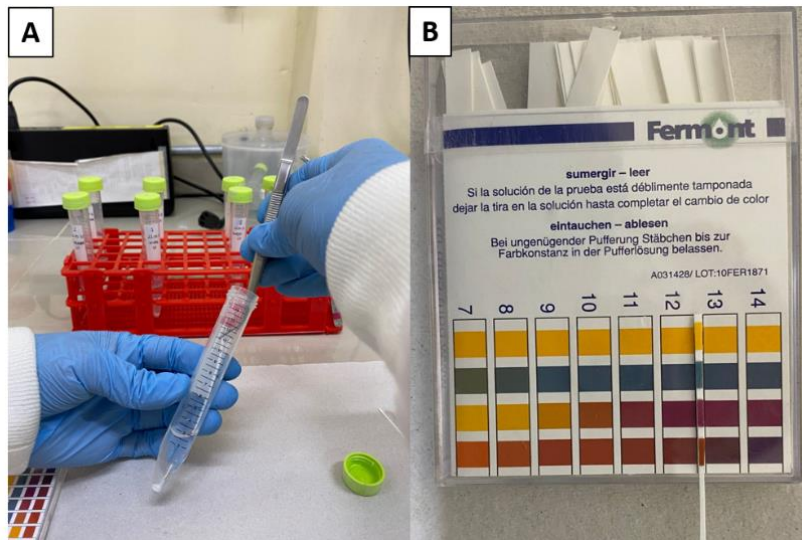 A
B
Fermont
sumergir – leer
Si la solución de la prueba está déblimente tamponada
dejar la tira en la solución hasta completar el cambio de color
eintauchen – ablesen
Bei ungenügender Pufferung Stäbchen bis zur
Farbkonstanz in der Pufferlösung belassen.
A031428/ LOT:10FER1871
7 8 9 10 11 12 13 14